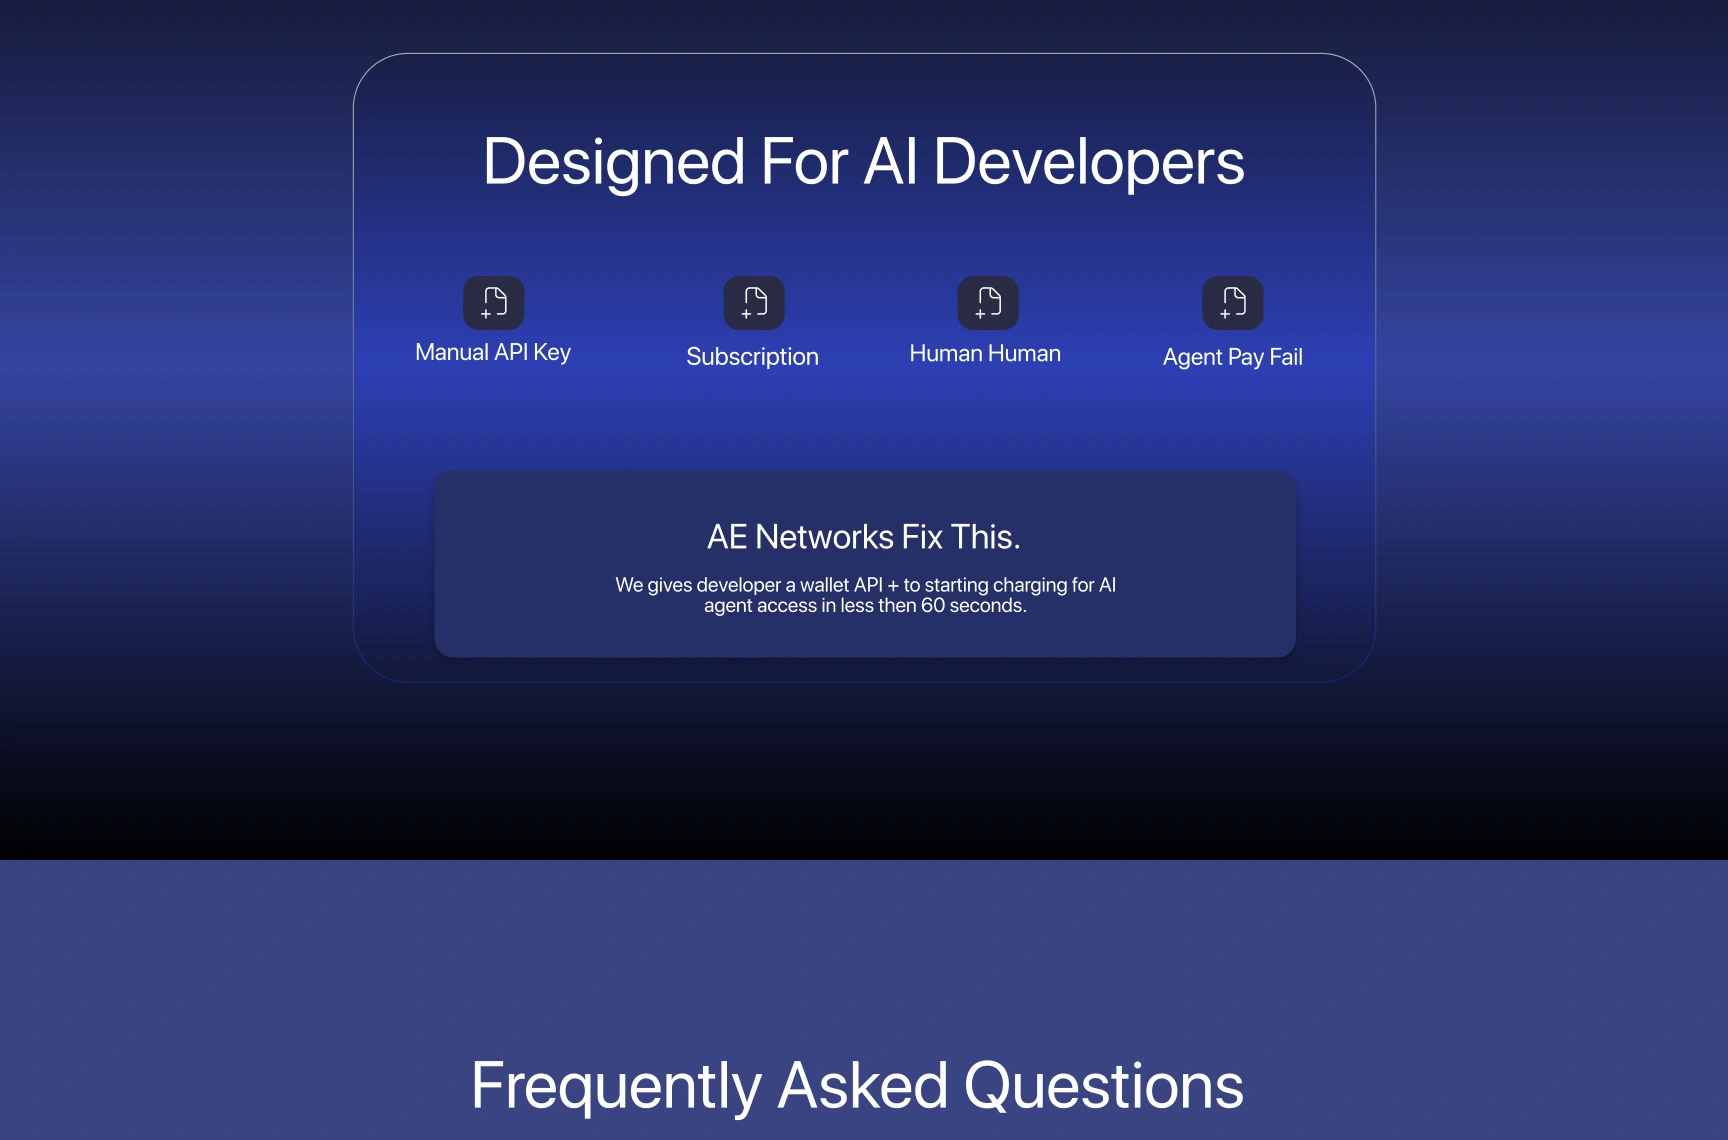 Designed For AI Developers
Manual API Key
Subscription
Human Human
Agent Pay Fail
AE Networks Fix This.
We gives developer a wallet API + to starting charging for AI
agent access in less then 60 seconds.
Frequently Asked Questions